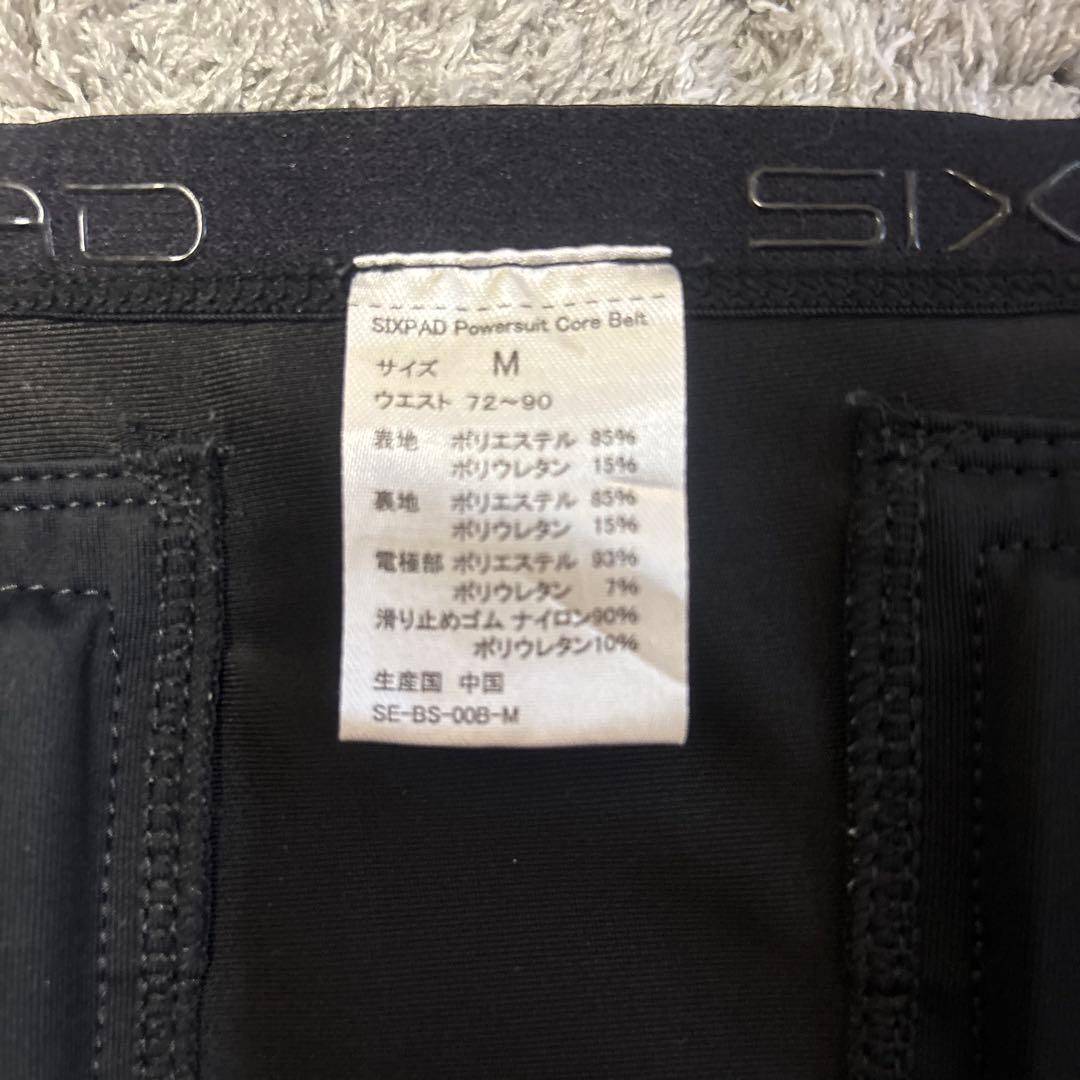 PAD
SIX
SIXPAD Powersuit Core Belt
サイズ M
ウエスト 72～90
表地 ポリエステル 85%
ポリウレタン 15%
裏地 ポリエステル 85%
ポリウレタン 15%
電極部 ポリエステル 93%
ポリウレタン 7%
滑り止めゴム ナイロン90%
ポリウレタン10%
生産国 中国
SE-BS-00B-M